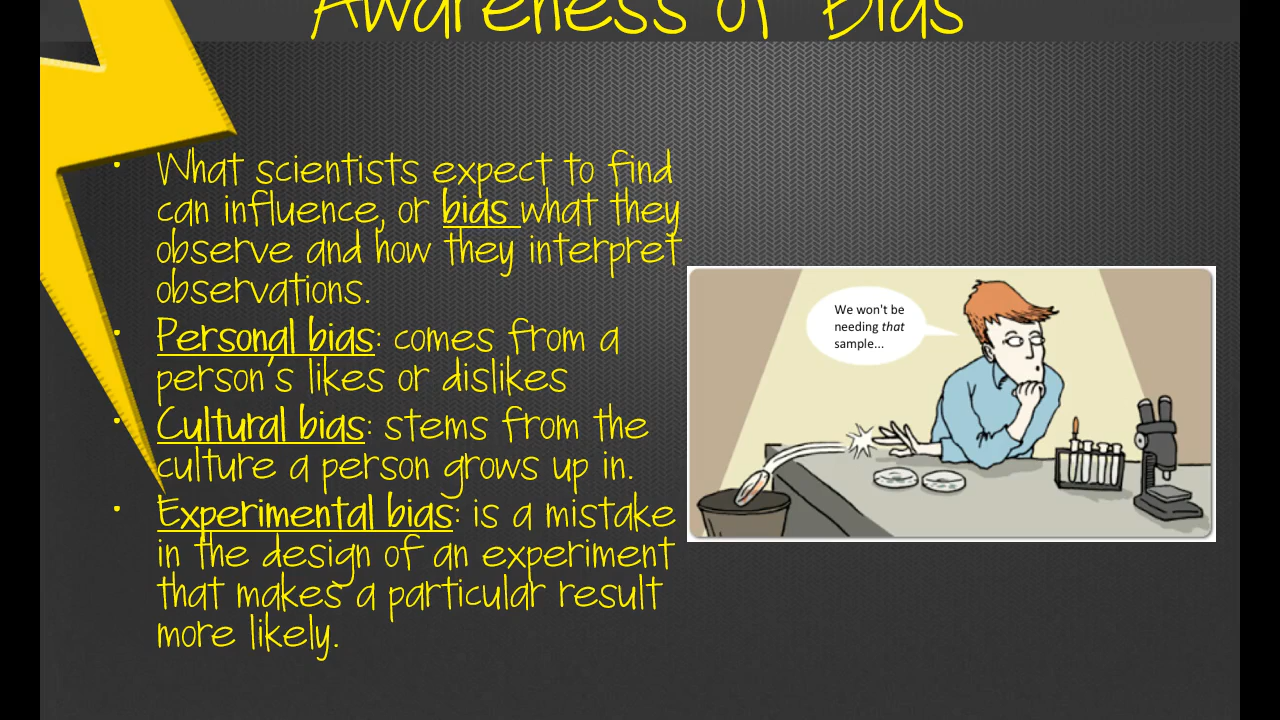 Awareness of Bias
• What scientists expect to find
can influence, or bias what they
observe and how they interpret
observations.
• Personal bias: comes from a
person's likes or dislikes
• Cultural bias: stems from the
culture a person grows up in.
• Experimental bias: is a mistake
in the design of an experiment
that makes a particular result
more likely.
We won't be
needing that
sample...